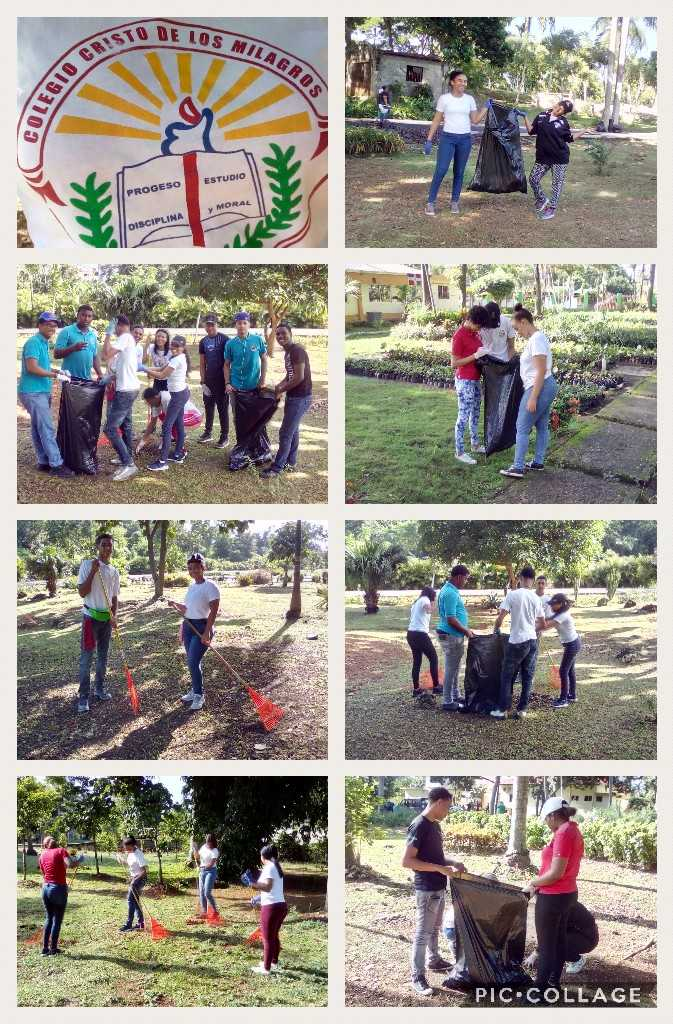 COLEGIO CRISTO DE LOS MILAGROS
PROGESO
ESTUDIO
DISCIPLINA
y MORAL
PIC•COLLAGE